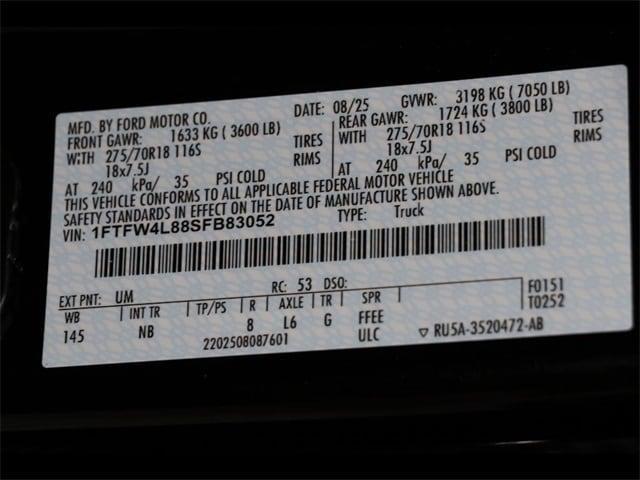 MFD. BY FORD MOTOR CO.
DATE: 08/25 GVWR: 3198 KG ( 7050 LB)
FRONT GAWR: 1633 KG ( 3600 LB)
WITH 275/70R18 116S TIRES
18x7.5J RIMS
AT 240 kPa/ 35 PSI COLD
REAR GAWR: 1724 KG ( 3800 LB)
WITH 275/70R18 116S TIRES
18x7.5J RIMS
AT 240 kPa/ 35 PSI COLD
THIS VEHICLE CONFORMS TO ALL APPLICABLE FEDERAL MOTOR VEHICLE
SAFETY STANDARDS IN EFFECT ON THE DATE OF MANUFACTURE SHOWN ABOVE.
VIN: 1FTFW4L88SFB83052 TYPE: Truck
EXT PNT: UM RC: 53 DSO: F0151
T0252
WB INT TR TP/PS R AXLE TR SPR
145 NB 8 L6 G FFEE
2202508087601 ULC ▽ RU5A-3520472-AB